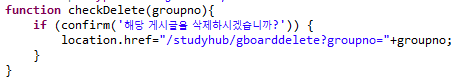 function checkDelete(groupno){
    if (confirm('해당 게시글을 삭제하시겠습니까?')) {
        location.href="/studyhub/gboarddelete?groupno="+groupno;
    }
}